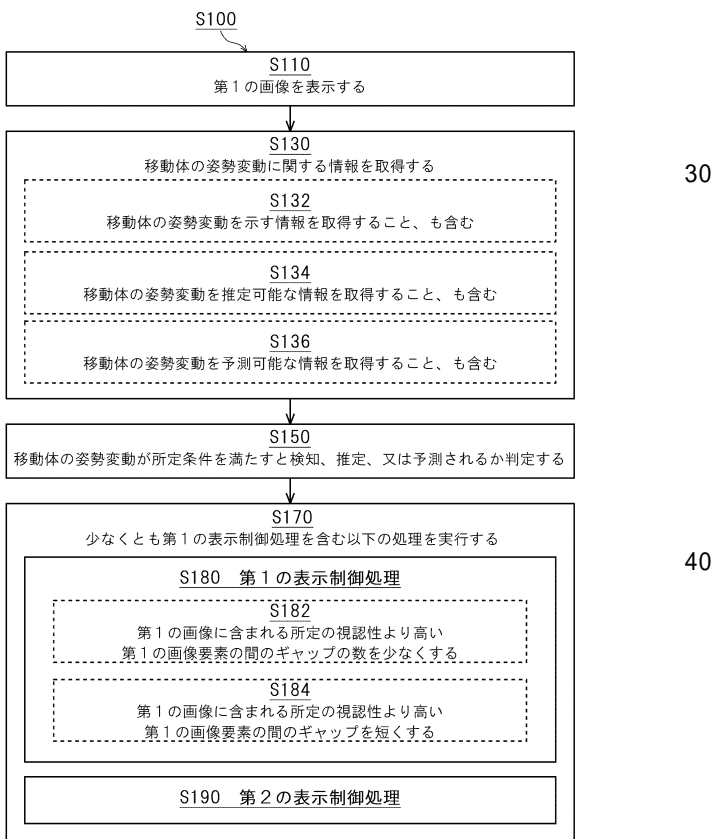 S100
S110
第1の画像を表示する
S130
移動体の姿勢変動に関する情報を取得する
30
S132
移動体の姿勢変動を示す情報を取得すること、も含む
S134
移動体の姿勢変動を推定可能な情報を取得すること、も含む
S136
移動体の姿勢変動を予測可能な情報を取得すること、も含む
S150
移動体の姿勢変動が所定条件を満たすと検知、推定、又は予測されるか判定する
S170
少なくとも第1の表示制御処理を含む以下の処理を実行する
40
S180 第1の表示制御処理
S182
第1の画像に含まれる所定の視認性より高い
第1の画像要素の間のギャップの数を少なくする
S184
第1の画像に含まれる所定の視認性より高い
第1の画像要素の間のギャップを短くする
S190 第2の表示制御処理